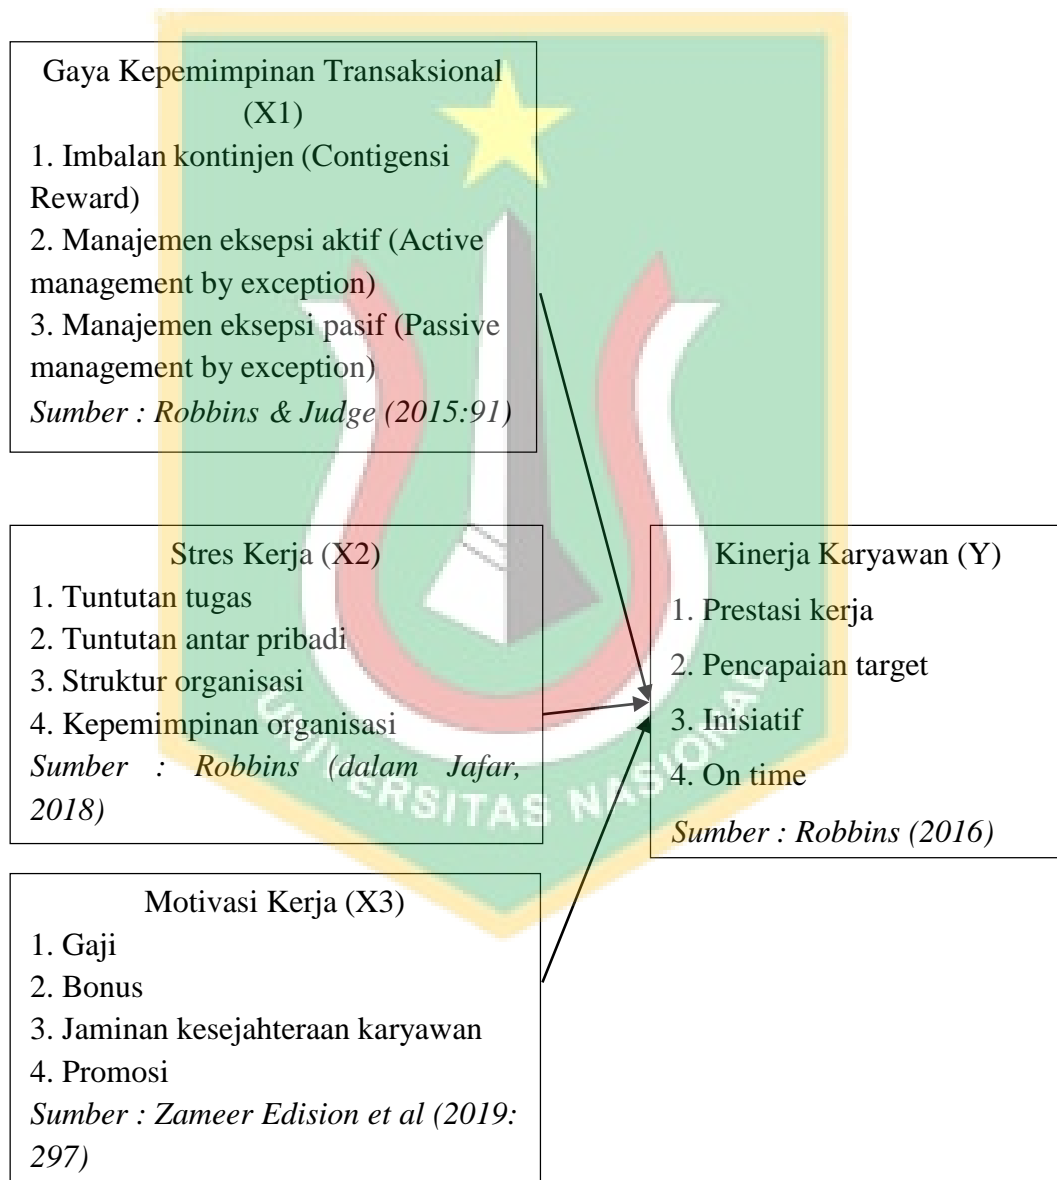 Gaya Kepemimpinan Transaksional
(X1)
1. Imbalan kontinjen (Contigensi
Reward)
2. Manajemen eksepsi aktif (Active
management by exception)
3. Manajemen eksepsi pasif (Passive
management by exception)
Sumber : Robbins & Judge (2015:91)
Stres Kerja (X2)
1. Tuntutan tugas
2. Tuntutan antar pribadi
3. Struktur organisasi
4. Kepemimpinan organisasi
Sumber : Robbins (dalam Jafar,
2018)
Kinerja Karyawan (Y)
1. Prestasi kerja
2. Pencapaian target
3. Inisiatif
4. On time
Sumber : Robbins (2016)
Motivasi Kerja (X3)
1. Gaji
2. Bonus
3. Jaminan kesejahteraan karyawan
4. Promosi
Sumber : Zameer Edision et al (2019:
297)
UNIVERSITAS NASIONAL